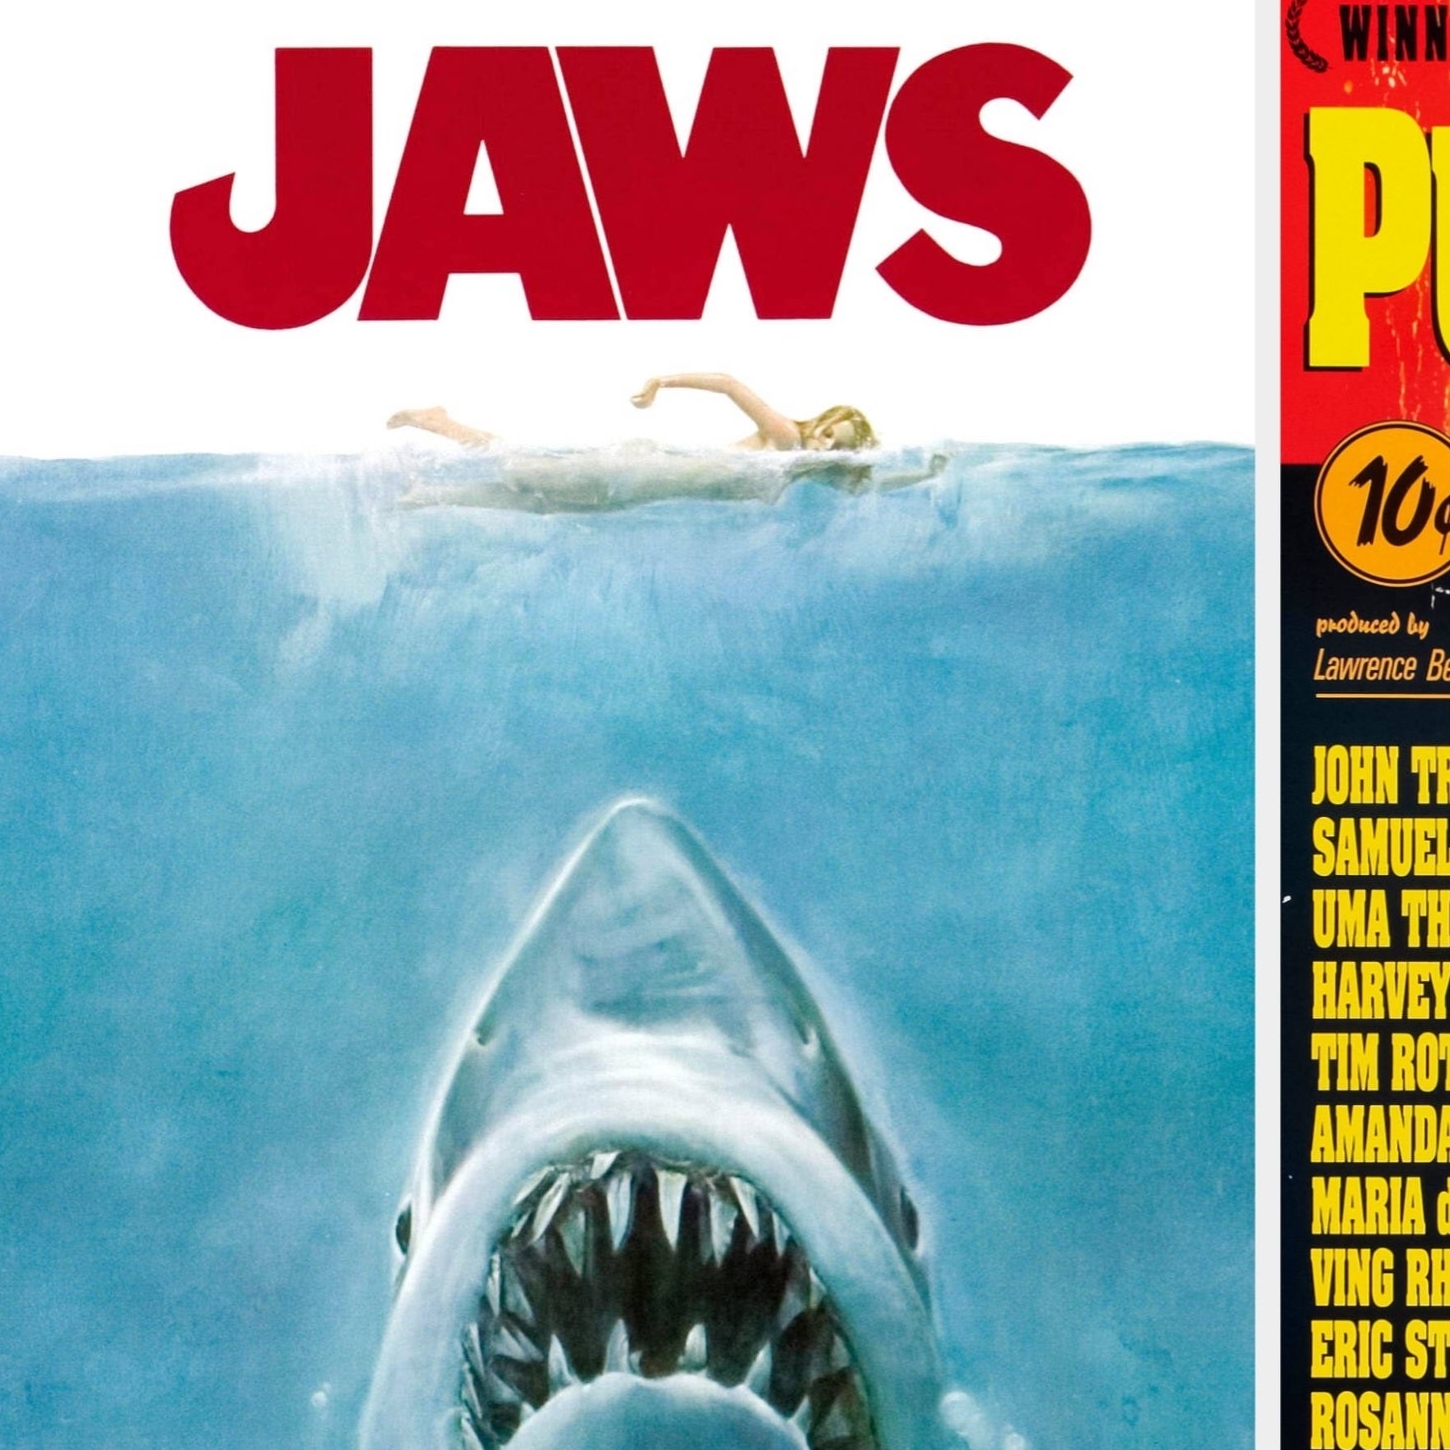 JAWS
WINN
PU
10¢
produced by
Lawrence Be
JOHN TR
SAMUEL
UMA TH
HARVEY
TIM ROT
AMANDA
MARIA d
VING RH
ERIC ST
ROSANN